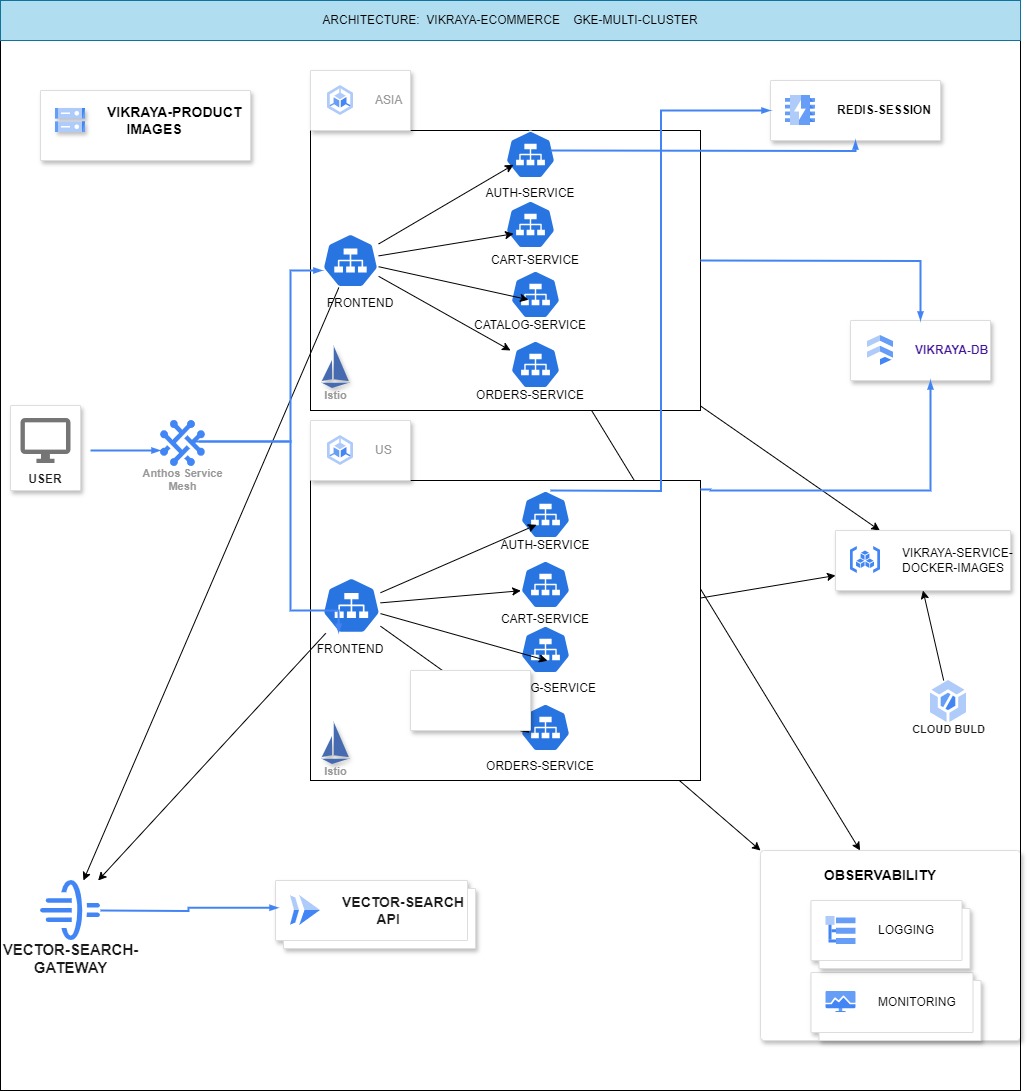 ARCHITECTURE: VIKRAYA-ECOMMERCE GKE-MULTI-CLUSTER
VIKRAYA-PRODUCT
IMAGES
ASIA
REDIS-SESSION
AUTH-SERVICE
CART-SERVICE
FRONTEND
CATALOG-SERVICE
ORDERS-SERVICE
Istio
VIKRAYA-DB
USER
Anthos Service
Mesh
US
AUTH-SERVICE
CART-SERVICE
FRONTEND
G-SERVICE
ORDERS-SERVICE
Istio
VIKRAYA-SERVICE-
DOCKER-IMAGES
CLOUD BULD
VECTOR-SEARCH-
GATEWAY
VECTOR-SEARCH
API
OBSERVABILITY
LOGGING
MONITORING